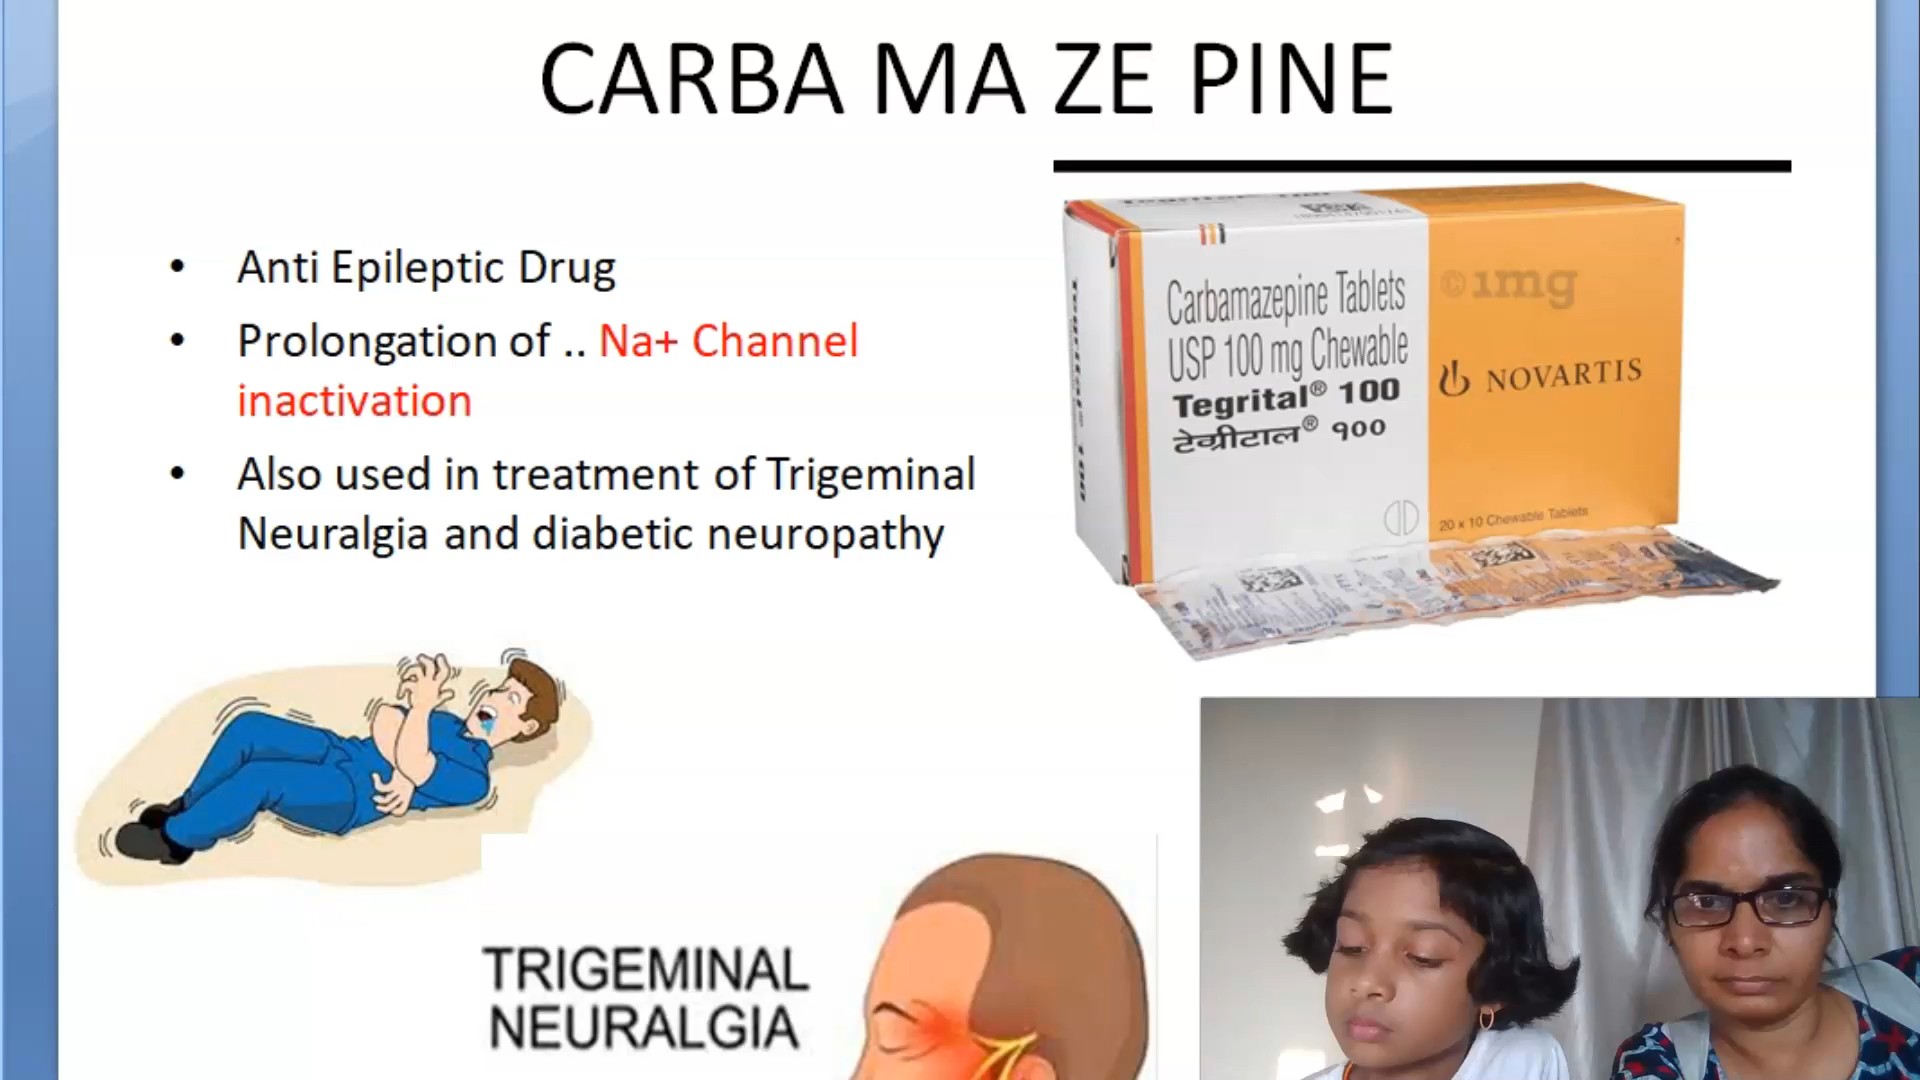 CARBA MA ZE PINE
• Anti Epileptic Drug
• Prolongation of .. Na+ Channel
inactivation
• Also used in treatment of Trigeminal
Neuralgia and diabetic neuropathy
Carbamazepine Tablets
USP 100 mg Chewable
Tegrital® 100
टेग्रीटाल® १००
©1mg
NOVARTIS
20 x 10 Chewable Tablets
Tegrital® 100
TRIGEMINAL
NEURALGIA